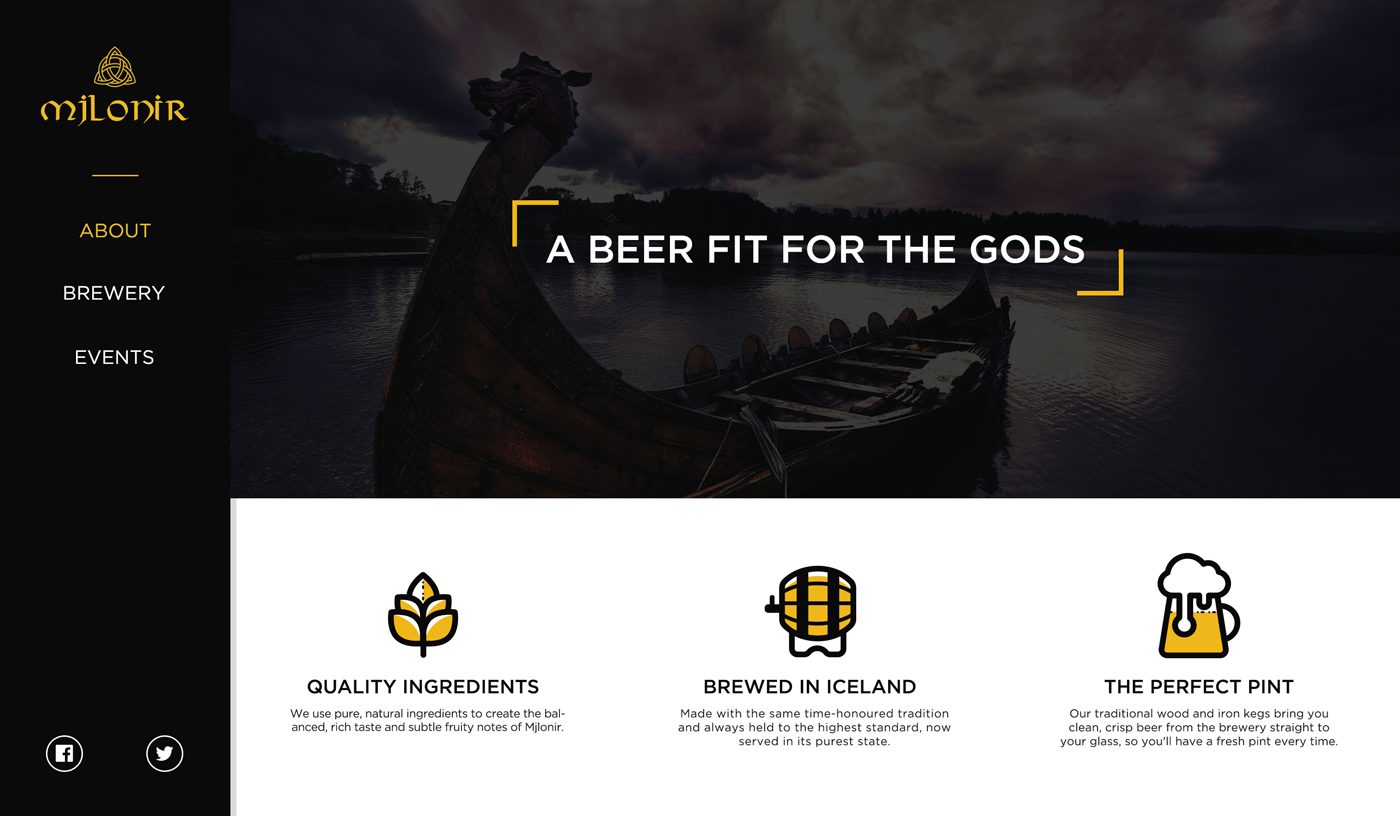 mjlonir
ABOUT
BREWERY
EVENTS
A BEER FIT FOR THE GODS
QUALITY INGREDIENTS
We use pure, natural ingredients to create the bal-
anced, rich taste and subtle fruity notes of Mjlonir.
BREWED IN ICELAND
Made with the same time-honoured tradition
and always held to the highest standard, now
served in its purest state.
THE PERFECT PINT
Our traditional wood and iron kegs bring you
clean, crisp beer from the brewery straight to
your glass, so you'll have a fresh pint every time.